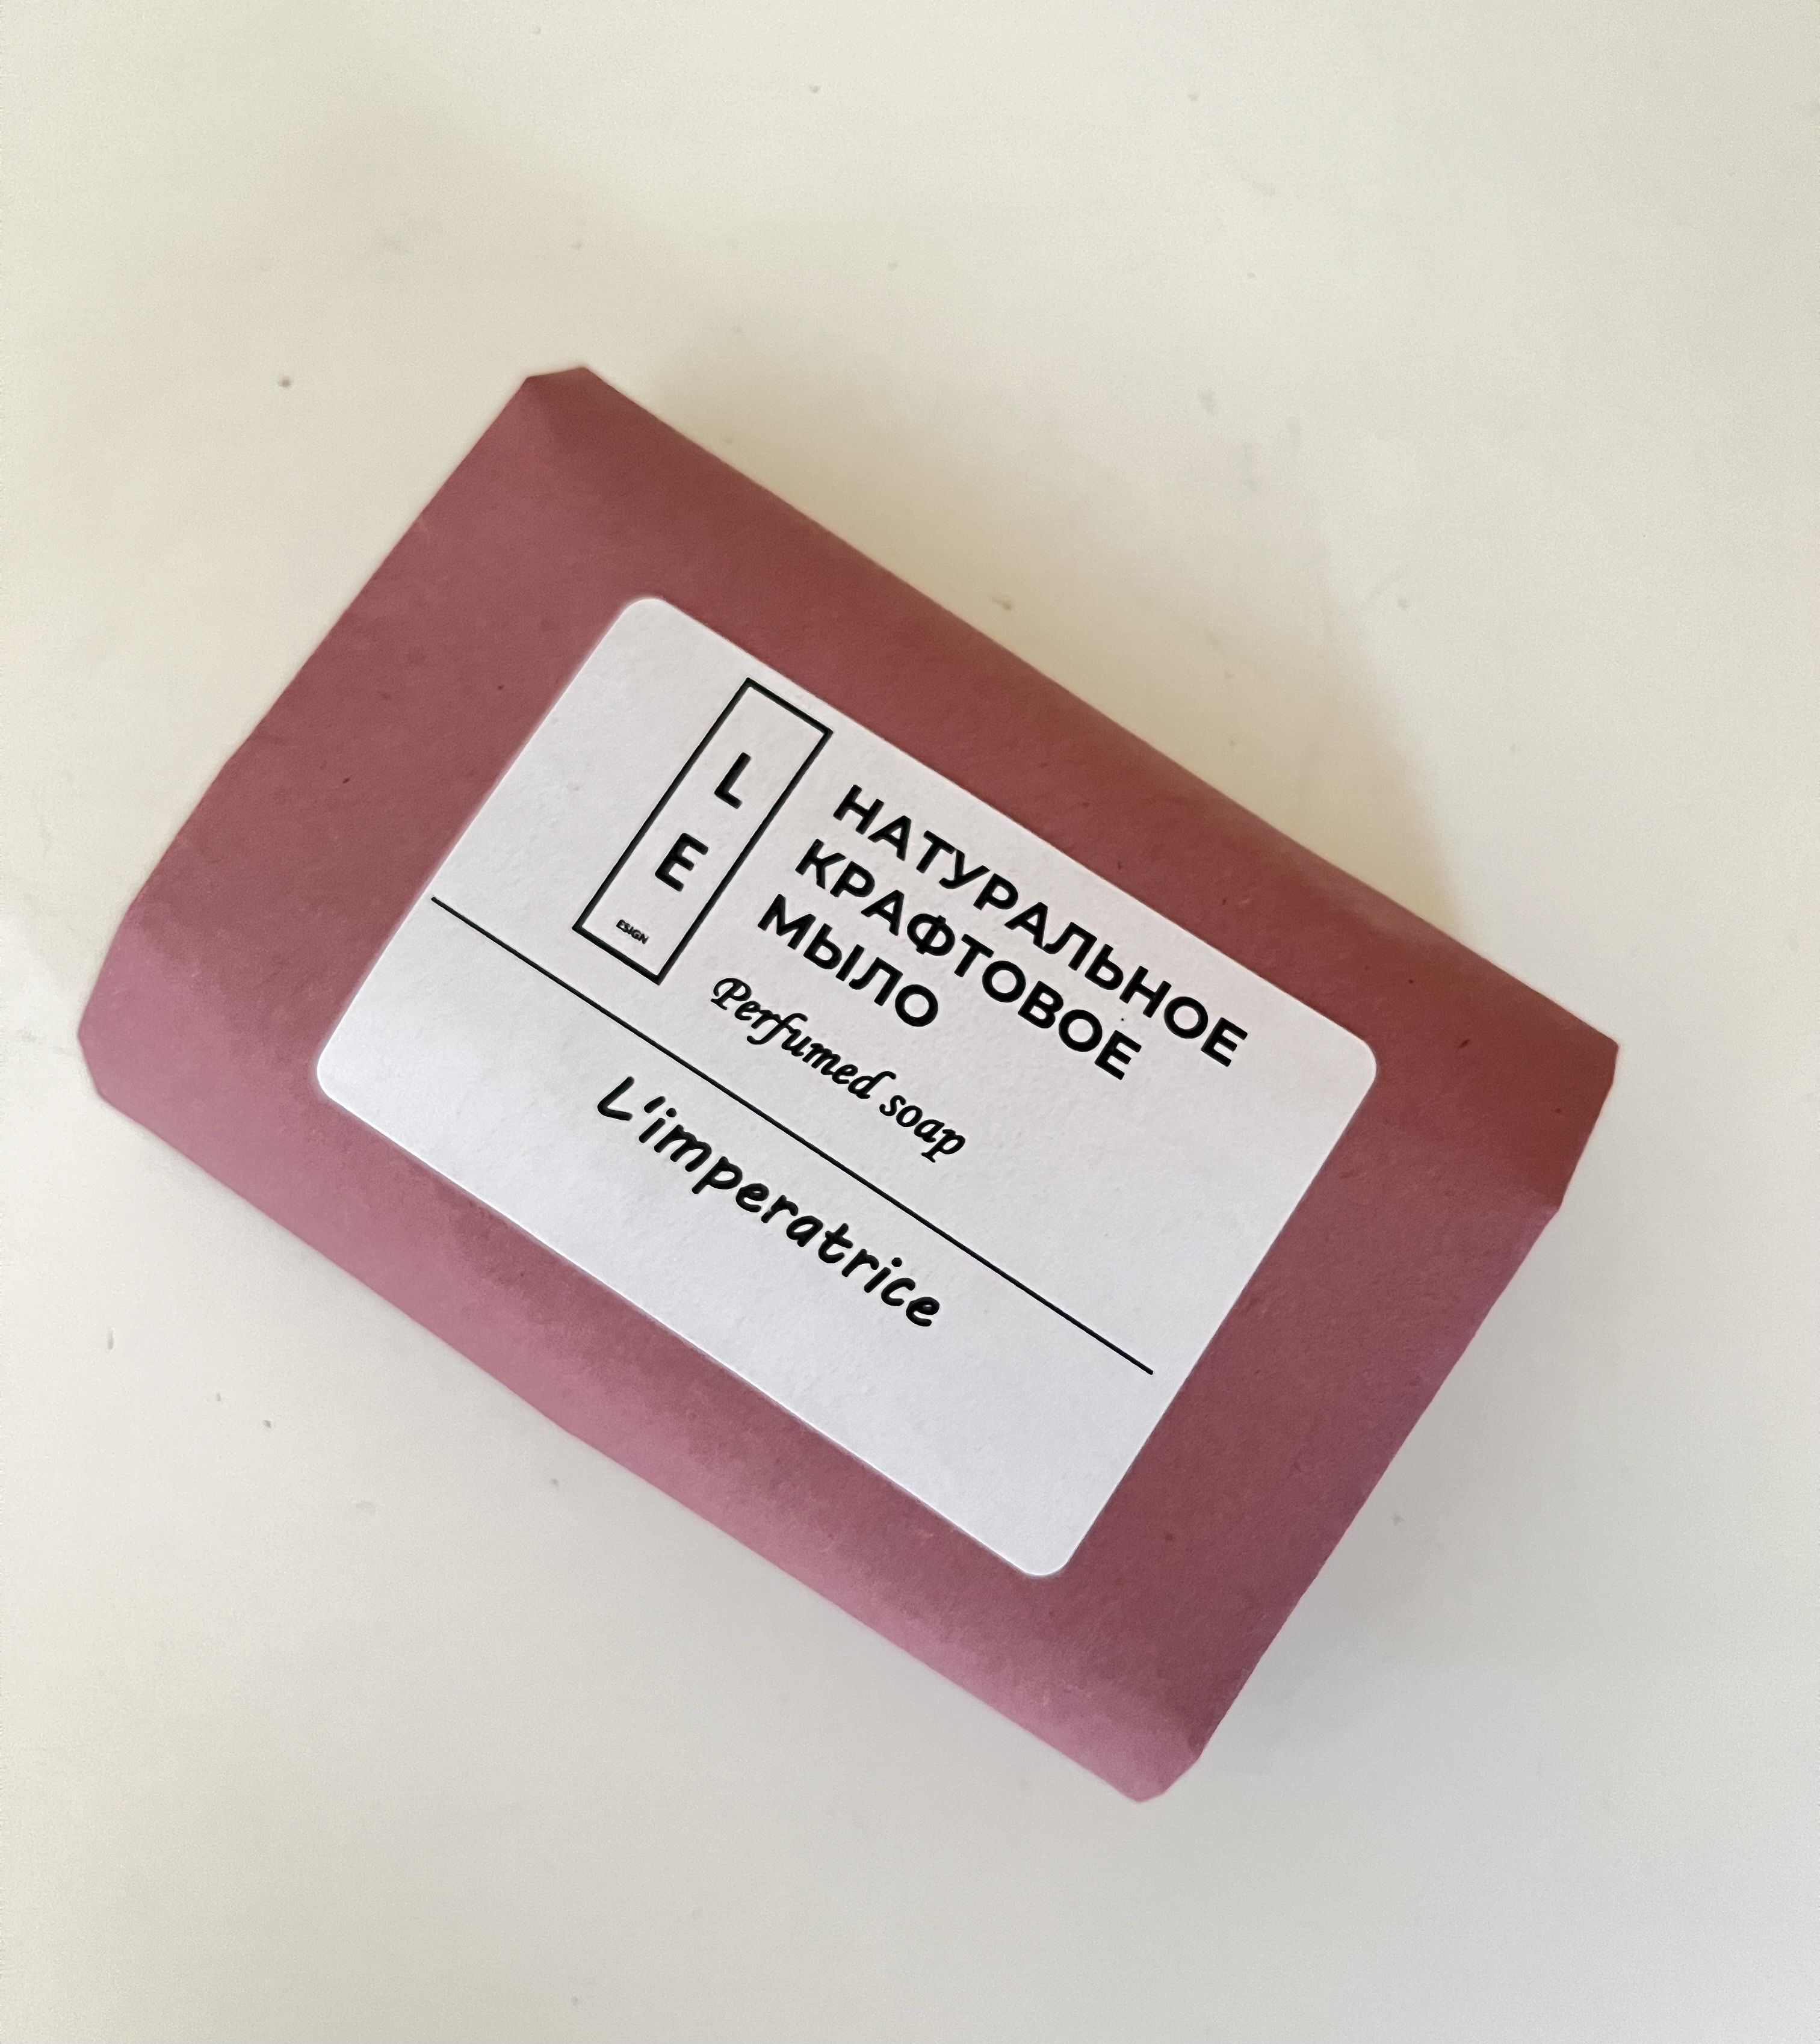 L
E
ESIGN
НАТУРАЛЬНОЕ
КРАФТОВОЕ
МЫЛО
Perfumed soap
L'imperatrice